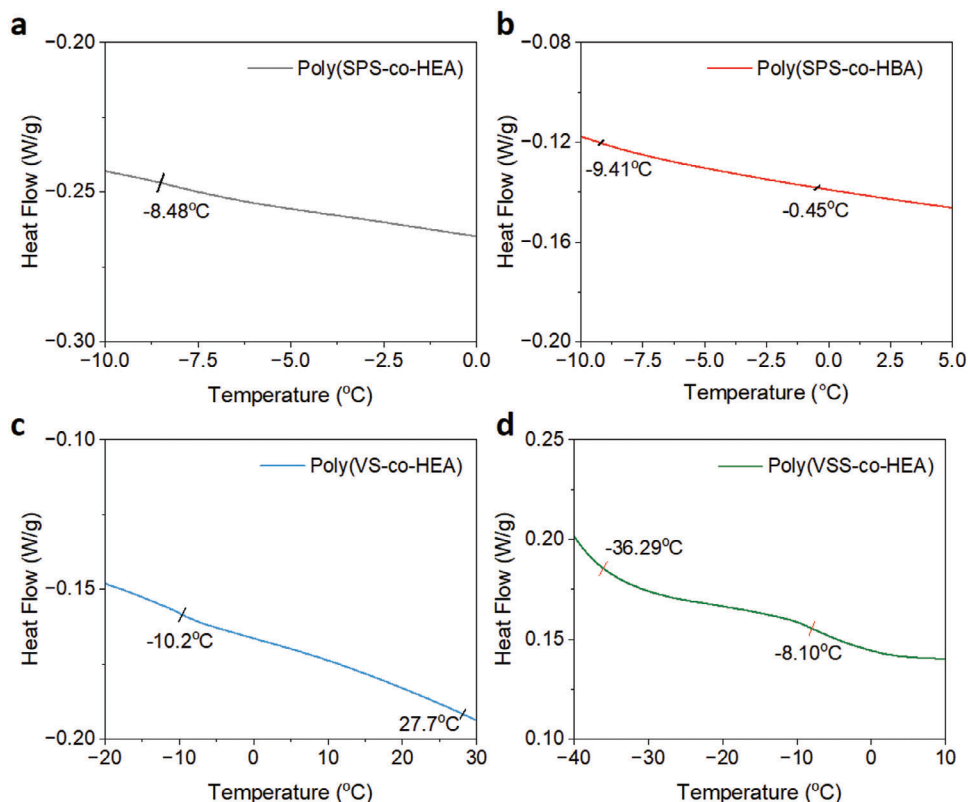 a
−0.20
Poly(SPS-co-HEA)
Heat Flow (W/g)
−0.25
-8.48°C
−0.30
−10.0 −7.5 −5.0 −2.5 0.0
Temperature (°C)
b
−0.08
Poly(SPS-co-HBA)
Heat Flow (W/g)
−0.12
-9.41°C
-0.45°C
−0.16
−0.20
−10.0 −7.5 −5.0 −2.5 0.0 2.5 5.0
Temperature (°C)
c
−0.10
Poly(VS-co-HEA)
Heat Flow (W/g)
−0.15
-10.2°C
27.7°C
−0.20
−20 −10 0 10 20 30
Temperature (°C)
d
0.25
Poly(VSS-co-HEA)
Heat Flow (W/g)
0.20
-36.29°C
0.15
-8.10°C
0.10
−40 −30 −20 −10 0 10
Temperature (°C)